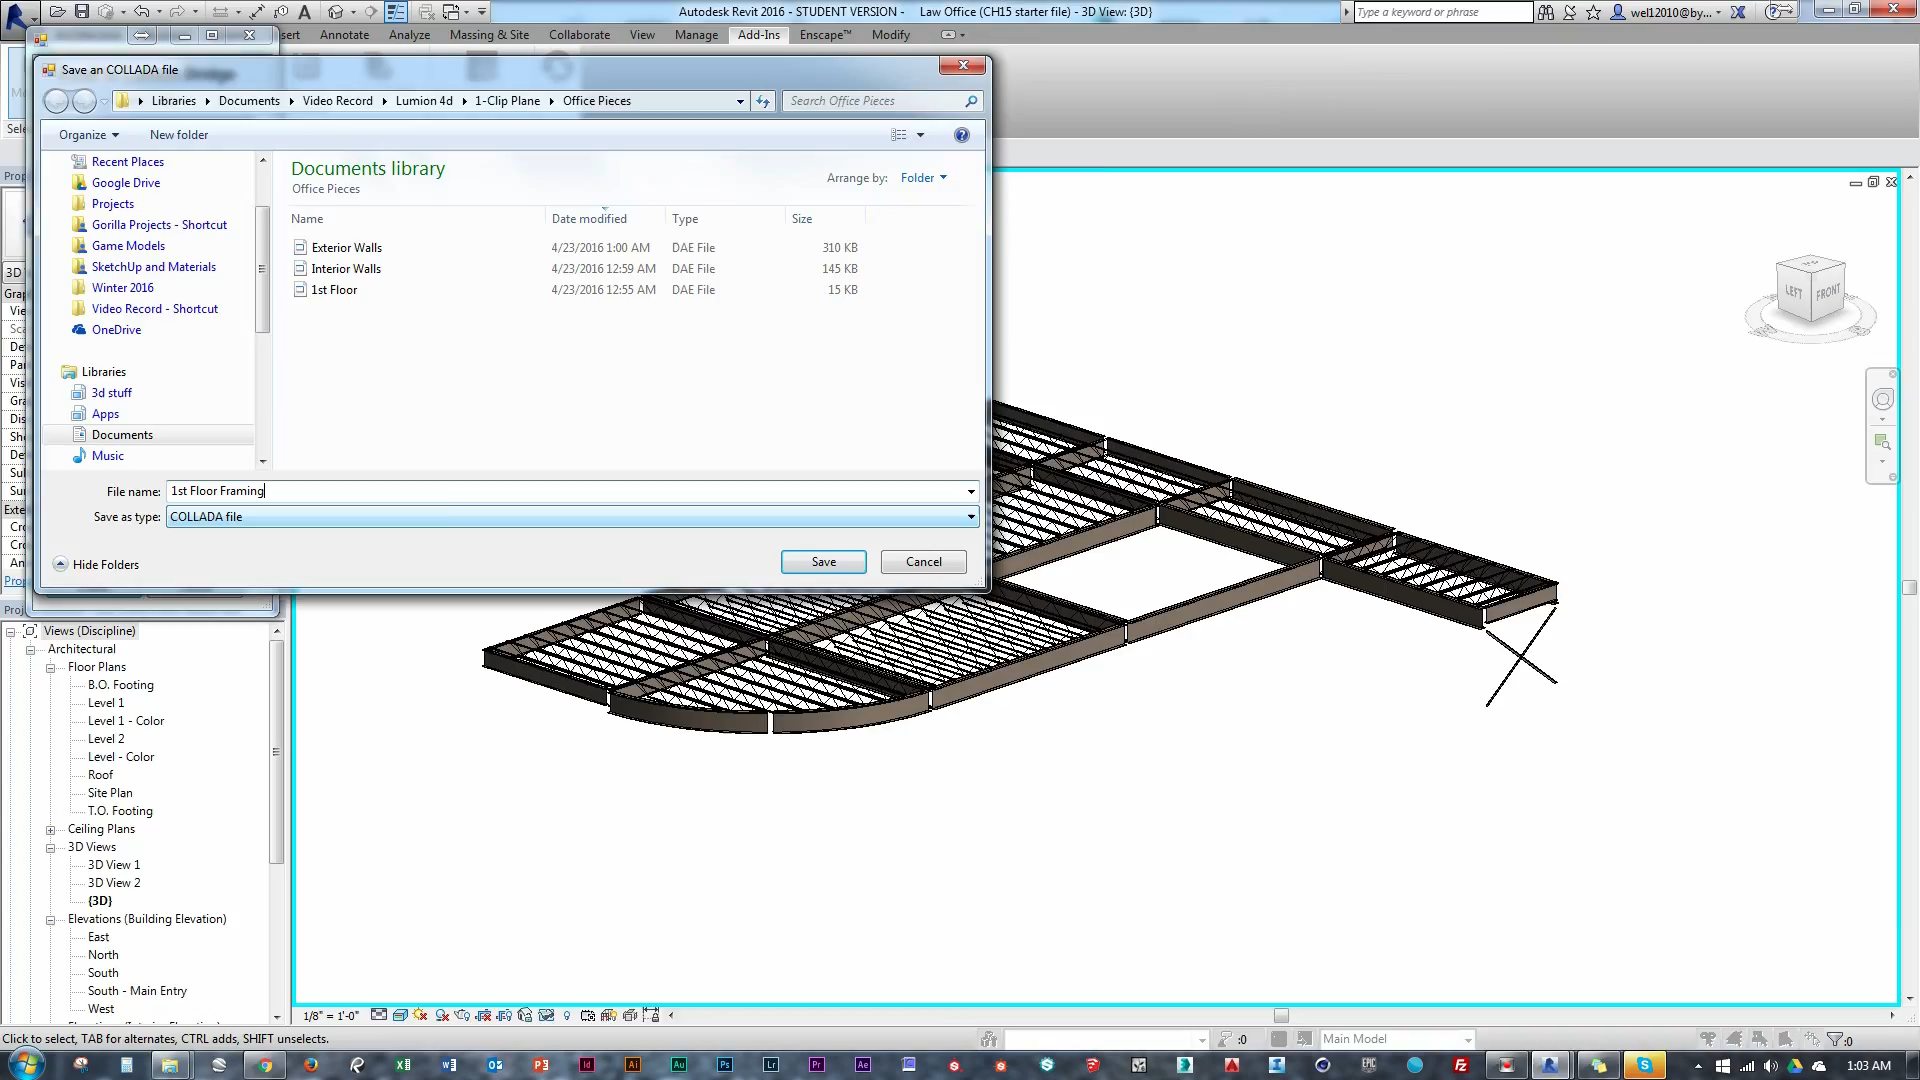 Autodesk Revit 2016 - STUDENT VERSION - Law Office (CH15 starter file) - 3D View: {3D}
Type a keyword or phrase
wel12010@by...
Annotate Analyze Massing & Site Collaborate View Manage Add-Ins Enscape™ Modify
Save an COLLADA file
Libraries Documents Video Record Lumion 4d 1-Clip Plane Office Pieces
Search Office Pieces
Organize New folder
Recent Places
Google Drive
Projects
Gorilla Projects - Shortcut
Game Models
SketchUp and Materials
Winter 2016
Video Record - Shortcut
OneDrive
Libraries
3d stuff
Apps
Documents
Music
Documents library
Office Pieces
Arrange by: Folder
Name Date modified Type Size
Exterior Walls 4/23/2016 1:00 AM DAE File 310 KB
Interior Walls 4/23/2016 12:59 AM DAE File 145 KB
1st Floor 4/23/2016 12:55 AM DAE File 15 KB
File name: 1st Floor Framing
Save as type: COLLADA file
Hide Folders
Save Cancel
TOP
LEFT FRONT
Views (Discipline)
Architectural
Floor Plans
B.O. Footing
Level 1
Level 1 - Color
Level 2
Level - Color
Roof
Site Plan
T.O. Footing
Ceiling Plans
3D Views
3D View 1
3D View 2
{3D}
Elevations (Building Elevation)
East
North
South
South - Main Entry
West
1/8" = 1'-0"
Click to select, TAB for alternates, CTRL adds, SHIFT unselects.
:0
Main Model
:0
1:03 AM